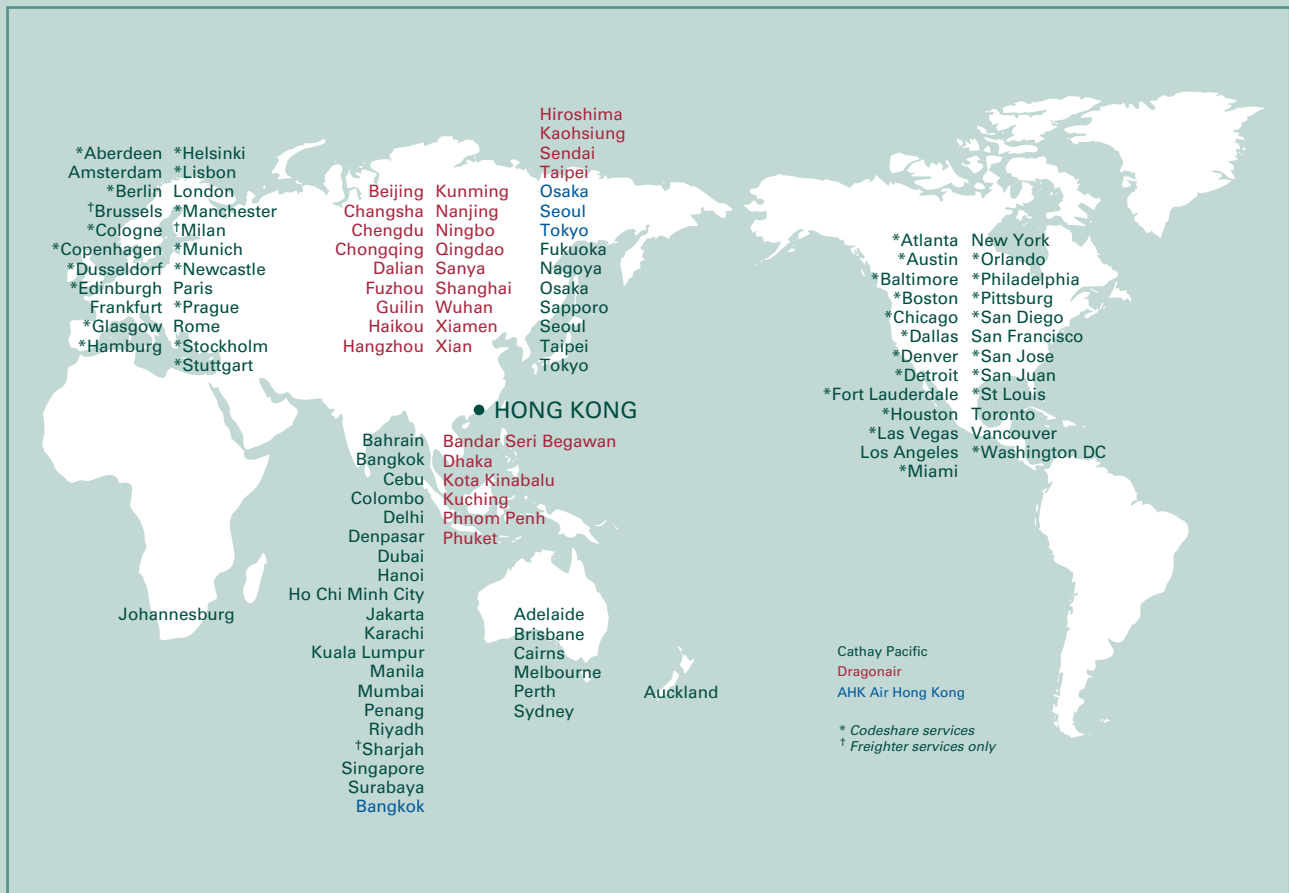 *Aberdeen
Amsterdam
*Berlin
†Brussels
*Cologne
*Copenhagen
*Dusseldorf
*Edinburgh
Frankfurt
*Glasgow
*Hamburg
*Helsinki
*Lisbon
London
*Manchester
†Milan
*Munich
*Newcastle
Paris
*Prague
Rome
*Stockholm
*Stuttgart
Beijing
Changsha
Chengdu
Chongqing
Dalian
Fuzhou
Guilin
Haikou
Hangzhou
Kunming
Nanjing
Ningbo
Qingdao
Sanya
Shanghai
Wuhan
Xiamen
Xian
Hiroshima
Kaohsiung
Sendai
Taipei
Osaka
Seoul
Tokyo
Fukuoka
Nagoya
Osaka
Sapporo
Seoul
Taipei
Tokyo
*Atlanta
*Austin
*Baltimore
*Boston
*Chicago
*Dallas
*Denver
*Detroit
*Fort Lauderdale
*Houston
*Las Vegas
Los Angeles
*Miami
New York
*Orlando
*Philadelphia
*Pittsburg
*San Diego
San Francisco
*San Jose
*San Juan
*St Louis
Toronto
Vancouver
*Washington DC
HONG KONG
Bahrain
Bangkok
Cebu
Colombo
Delhi
Denpasar
Dubai
Hanoi
Ho Chi Minh City
Jakarta
Karachi
Kuala Lumpur
Manila
Mumbai
Penang
Riyadh
†Sharjah
Singapore
Surabaya
Bangkok
Bandar Seri Begawan
Dhaka
Kota Kinabalu
Kuching
Phnom Penh
Phuket
Johannesburg
Adelaide
Brisbane
Cairns
Melbourne
Perth
Sydney
Auckland
Cathay Pacific
Dragonair
AHK Air Hong Kong
* Codeshare services
† Freighter services only